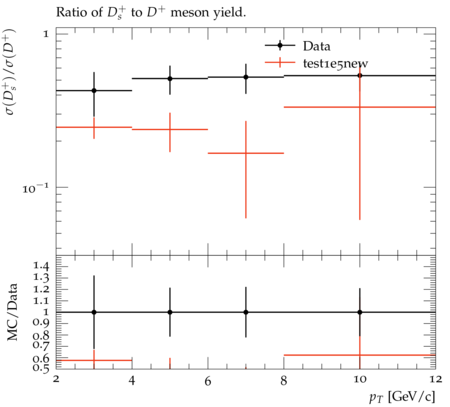 Ratio of D_s^+ to D^+ meson yield.
σ(D_s^+)/σ(D^+)
1
10^−1
Data
test1e5new
MC/Data
1.4
1.3
1.2
1.1
1
0.9
0.8
0.7
0.6
0.5
2 4 6 8 10 12
p_T [GeV/c]